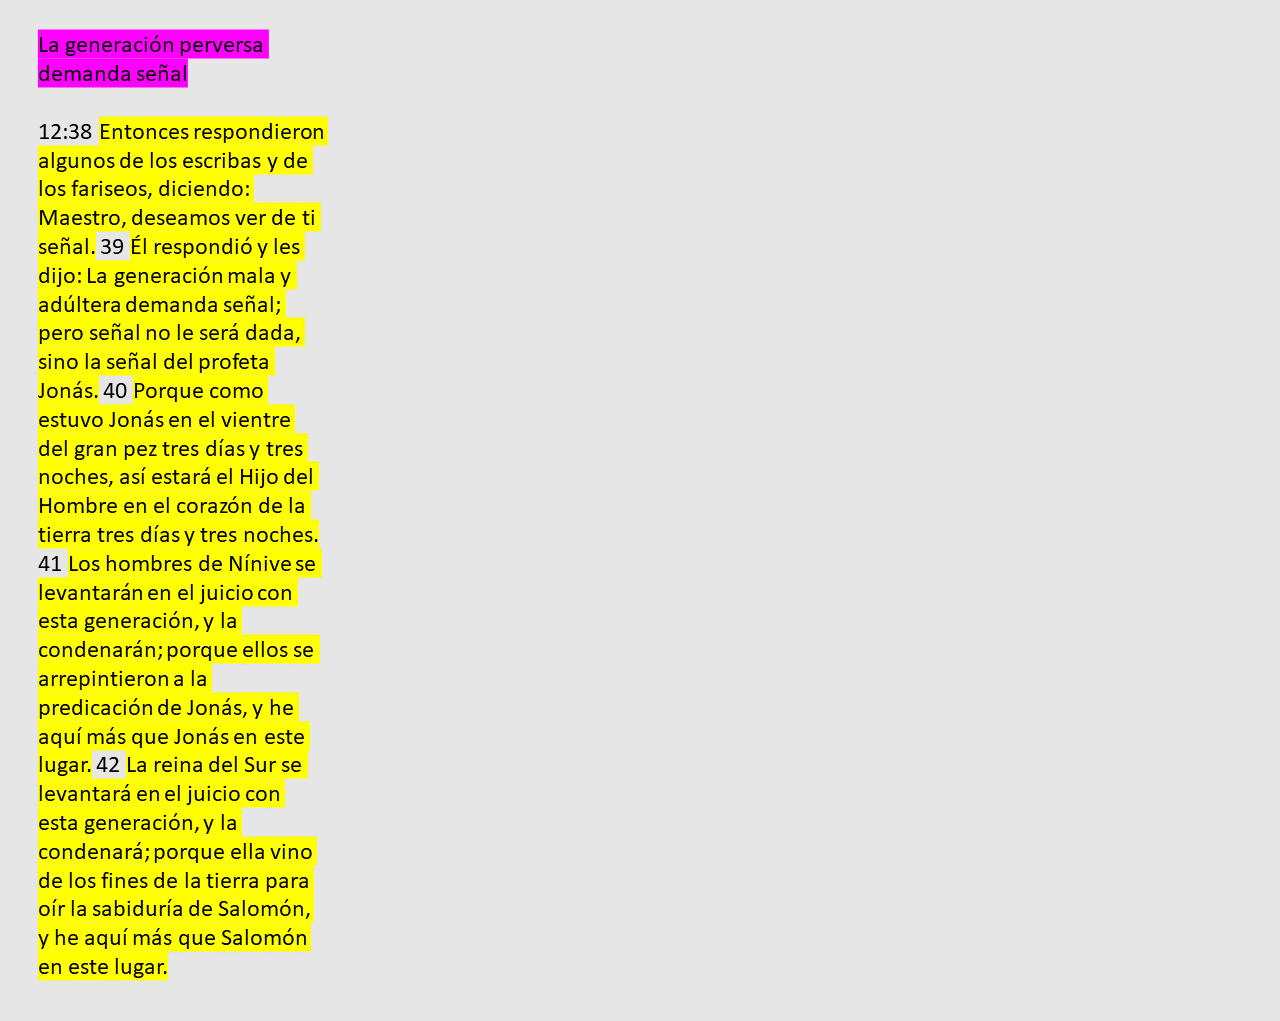 La generación perversa
demanda señal
12:38 Entonces respondieron
algunos de los escribas y de
los fariseos, diciendo:
Maestro, deseamos ver de ti
señal. 39 Él respondió y les
dijo: La generación mala y
adúltera demanda señal;
pero señal no le será dada,
sino la señal del profeta
Jonás. 40 Porque como
estuvo Jonás en el vientre
del gran pez tres días y tres
noches, así estará el Hijo del
Hombre en el corazón de la
tierra tres días y tres noches.
41 Los hombres de Nínive se
levantarán en el juicio con
esta generación, y la
condenarán; porque ellos se
arrepintieron a la
predicación de Jonás, y he
aquí más que Jonás en este
lugar. 42 La reina del Sur se
levantará en el juicio con
esta generación, y la
condenará; porque ella vino
de los fines de la tierra para
oír la sabiduría de Salomón,
y he aquí más que Salomón
en este lugar.